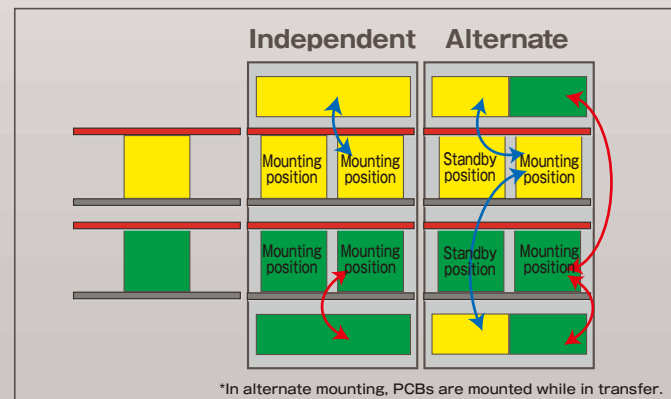 Independent
Alternate
Mounting
position
Mounting
position
Standby
position
Mounting
position
Mounting
position
Mounting
position
Standby
position
Mounting
position
*In alternate mounting, PCBs are mounted while in transfer.